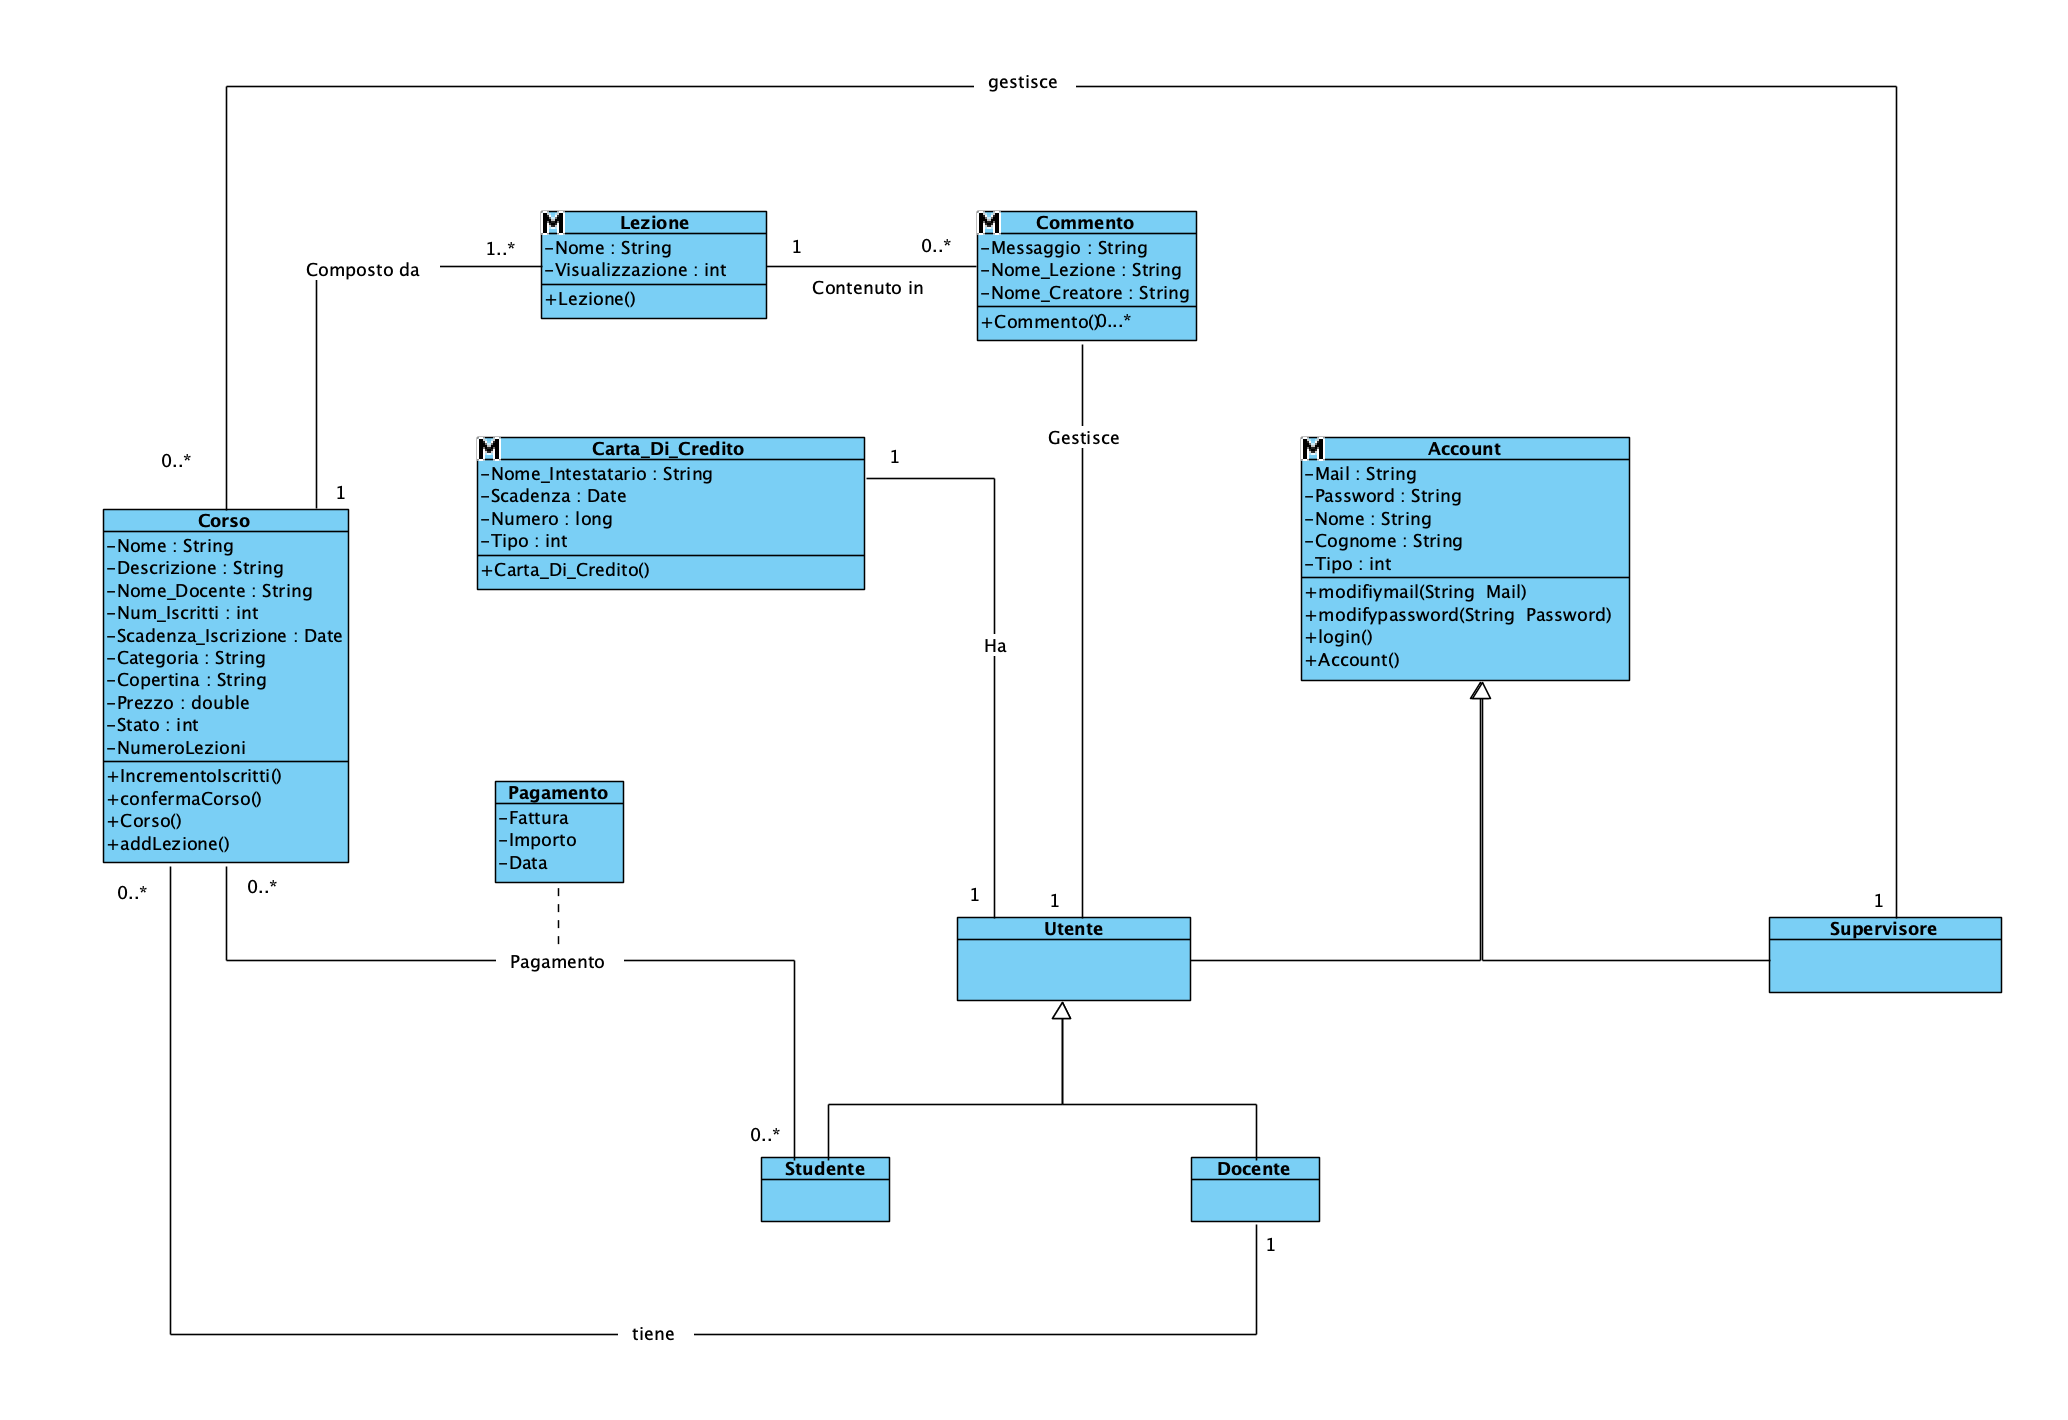 gestisce
Lezione
-Nome : String
-Visualizzazione : int
+Lezione()
1..*
Composto da
1
0..*
Contenuto in
Commento
-Messaggio : String
-Nome_Lezione : String
-Nome_Creatore : String
+Commento()
0...*
Gestisce
0..*
1
Corso
-Nome : String
-Descrizione : String
-Nome_Docente : String
-Num_Iscritti : int
-Scadenza_Iscrizione : Date
-Categoria : String
-Copertina : String
-Prezzo : double
-Stato : int
-NumeroLezioni
+IncrementoIscritti()
+confermaCorso()
+Corso()
+addLezione()
Carta_Di_Credito
-Nome_Intestatario : String
-Scadenza : Date
-Numero : long
-Tipo : int
+Carta_Di_Credito()
1
Ha
Account
-Mail : String
-Password : String
-Nome : String
-Cognome : String
-Tipo : int
+modifiymail(String Mail)
+modifypassword(String Password)
+login()
+Account()
Pagamento
-Fattura
-Importo
-Data
0..*
0..*
Pagamento
1
1
Utente
1
Supervisore
0..*
Studente
Docente
1
tiene
M
M
M
M